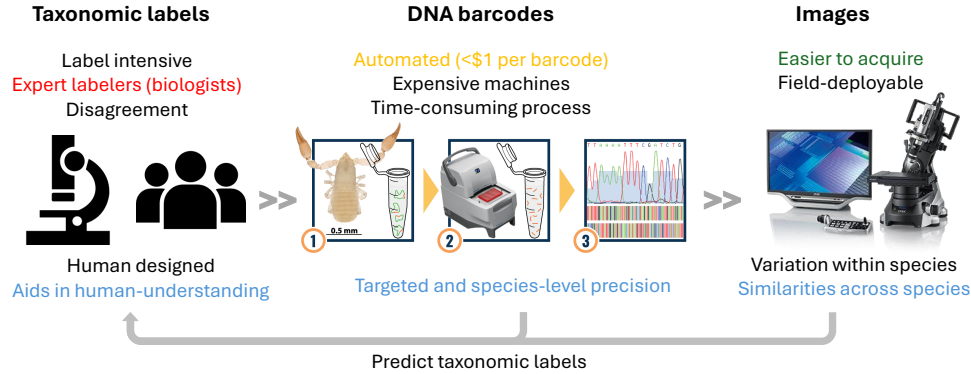 Taxonomic labels
Label intensive
Expert labelers (biologists)
Disagreement
Human designed
Aids in human-understanding
DNA barcodes
Automated (<$1 per barcode)
Expensive machines
Time-consuming process
0.5 mm
1
2
3
Targeted and species-level precision
Images
Easier to acquire
Field-deployable
Variation within species
Similarities across species
>>
>>
Predict taxonomic labels